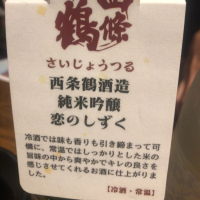 西條鶴
さいじょうつる
西条鶴酒造
純米吟醸
恋のしずく
冷酒では味も香りも引き締まって可
憐に、常温ではしっかりとした米の
旨味の中から爽やかでキレの良さを
感じさせてくれるお酒に仕上がりま
した。
【冷酒・常温】